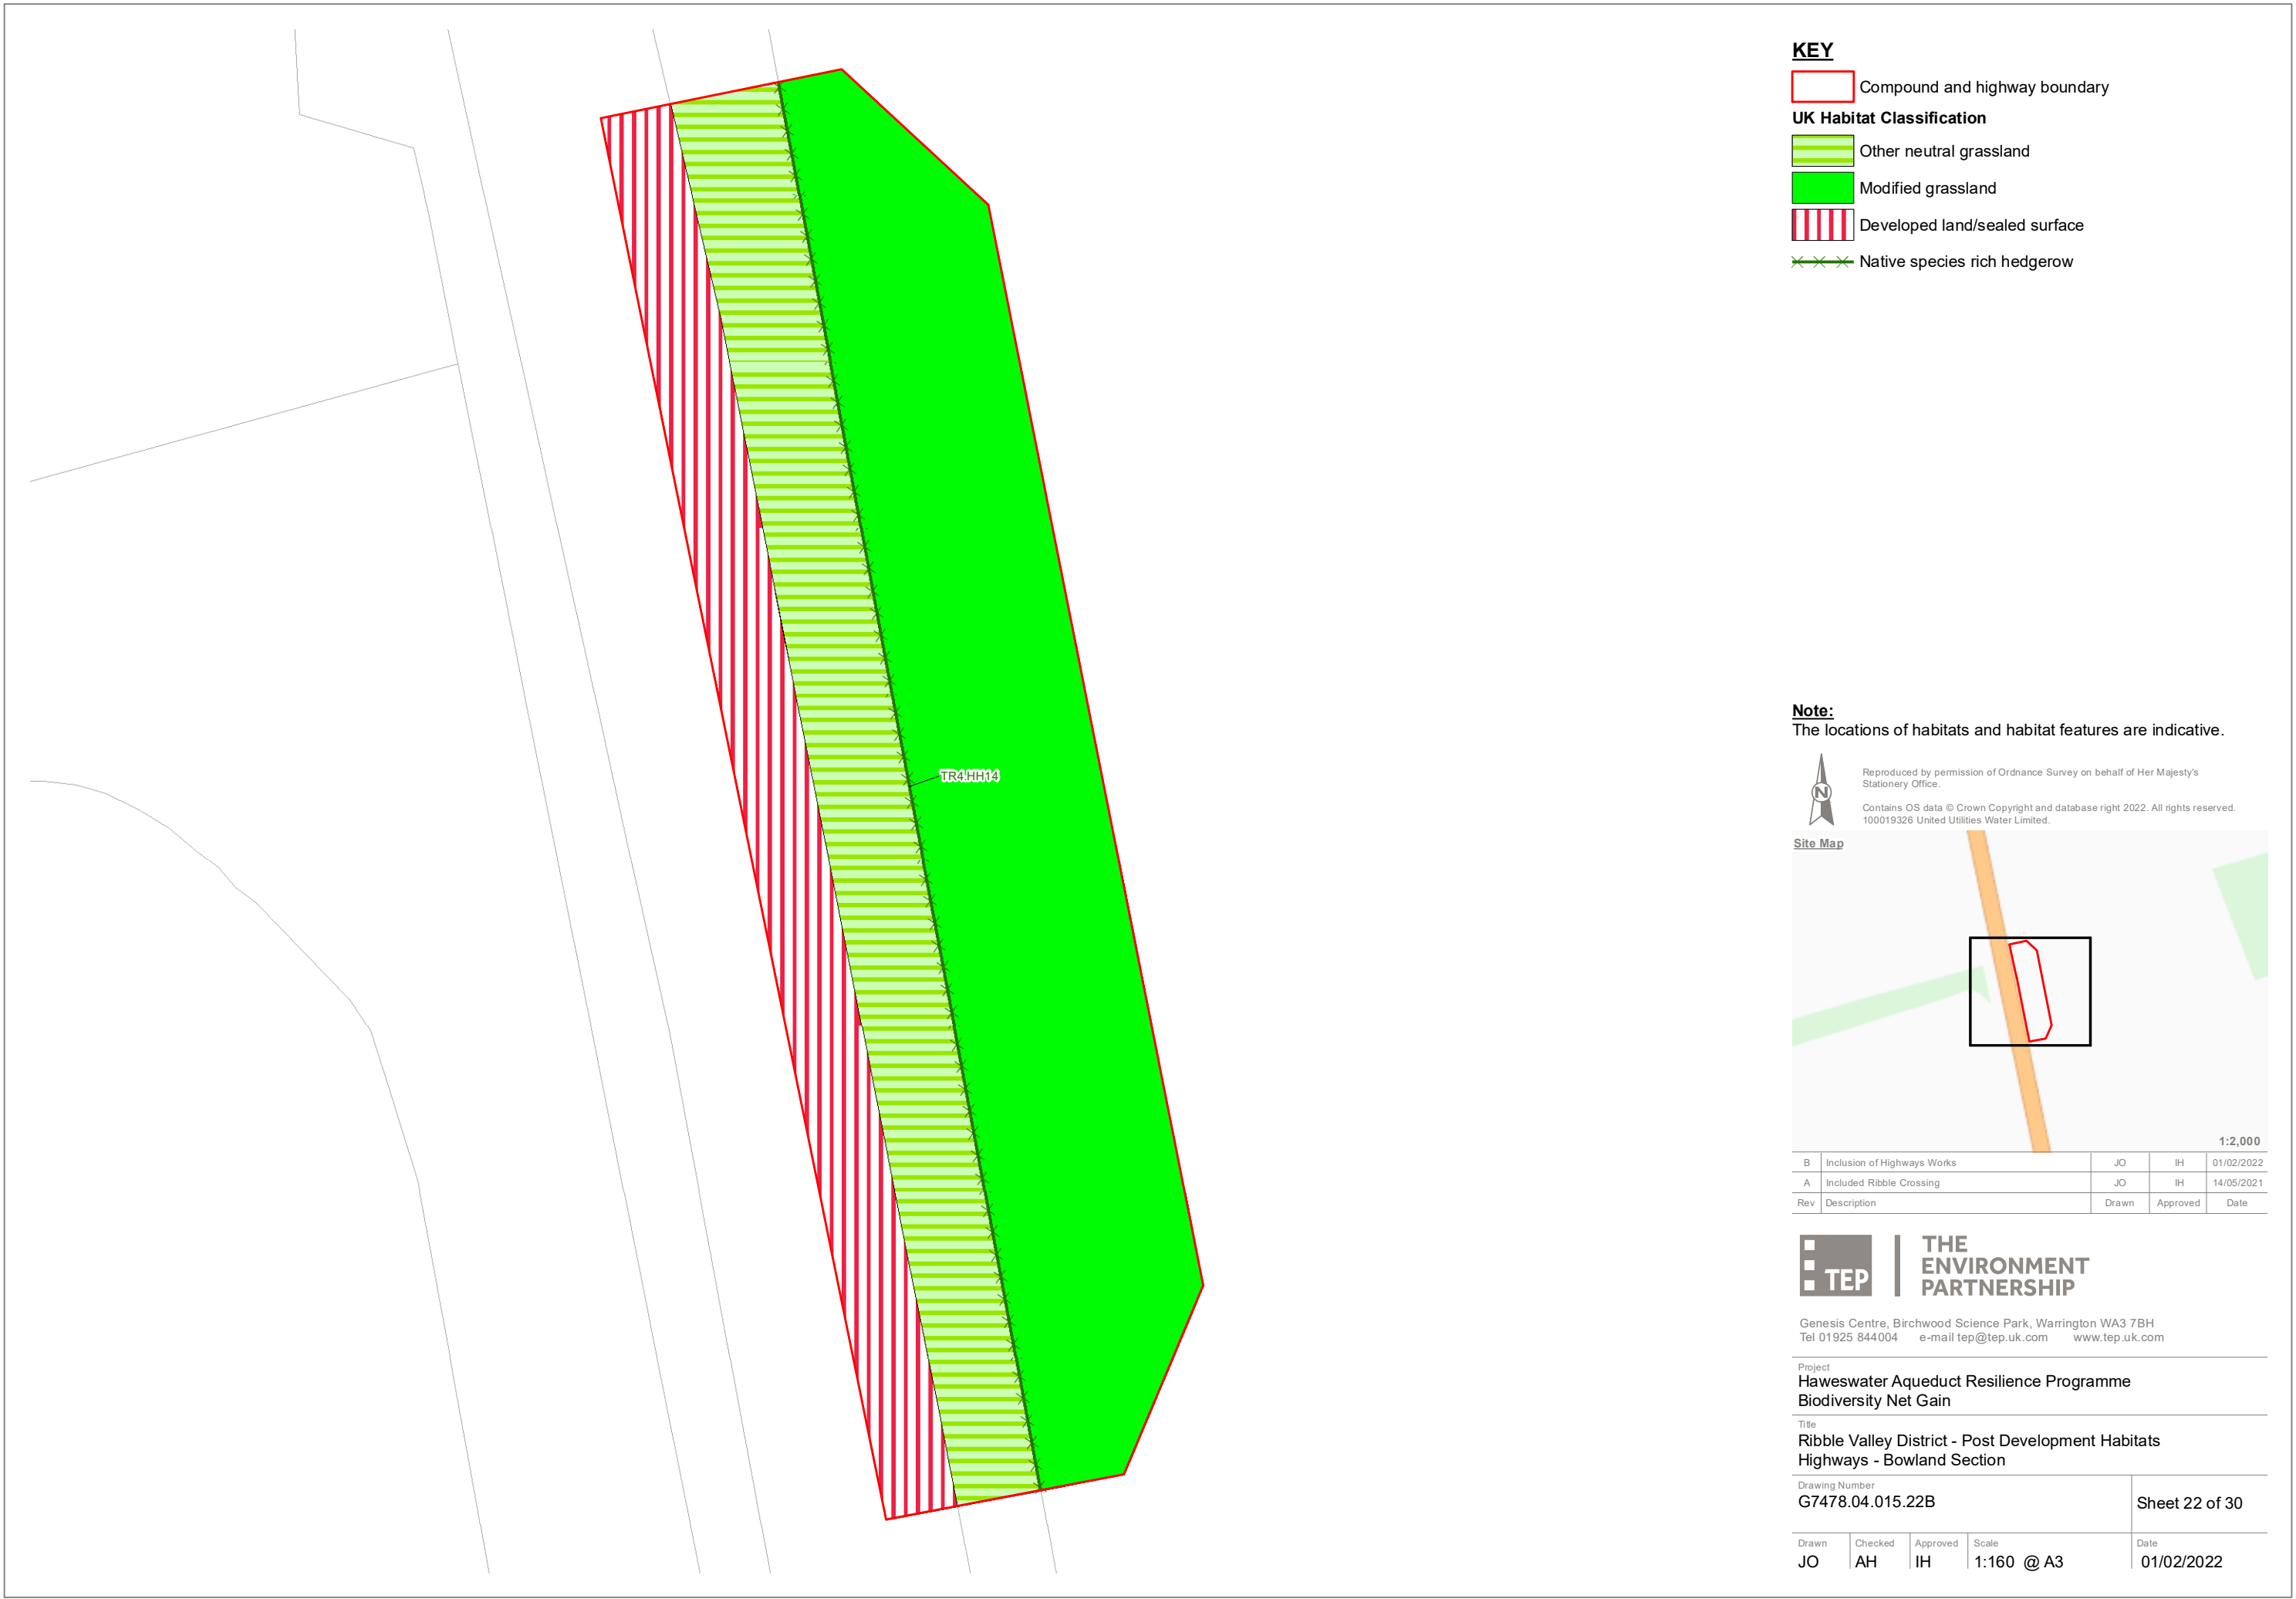 KEY
Compound and highway boundary
UK Habitat Classification
Other neutral grassland
Modified grassland
Developed land/sealed surface
Native species rich hedgerow
TR4.HH14
Note:
The locations of habitats and habitat features are indicative.
N
Reproduced by permission of Ordnance Survey on behalf of Her Majesty's
Stationery Office.
Contains OS data © Crown Copyright and database right 2022. All rights reserved.
100019326 United Utilities Water Limited.
Site Map
1:2,000
B Inclusion of Highways Works JO IH 01/02/2022
A Included Ribble Crossing JO IH 14/05/2021
Rev Description Drawn Approved Date
TEP
THE
ENVIRONMENT
PARTNERSHIP
Genesis Centre, Birchwood Science Park, Warrington WA3 7BH
Tel 01925 844004 e-mail tep@tep.uk.com www.tep.uk.com
Project
Haweswater Aqueduct Resilience Programme
Biodiversity Net Gain
Title
Ribble Valley District - Post Development Habitats
Highways - Bowland Section
Drawing Number
G7478.04.015.22B
Sheet 22 of 30
Drawn Checked Approved Scale Date
JO AH IH 1:160 @ A3 01/02/2022